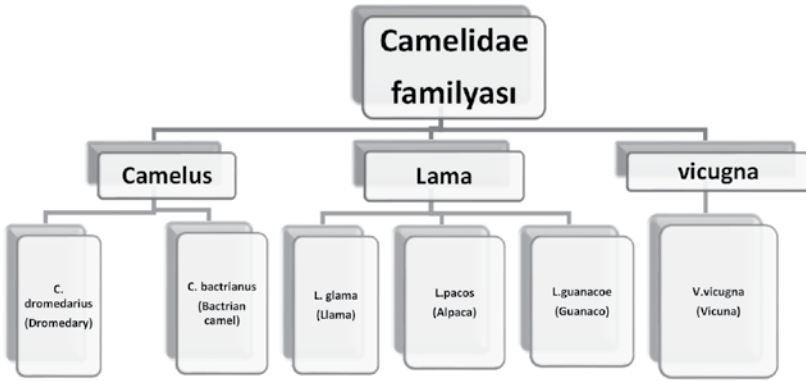 Camelidae
familyası
Camelus
Lama
vicugna
C.
dromedarius
(Dromedary)
C. bactrianus
(Bactrian
camel)
L. glama
(Llama)
L.pacos
(Alpaca)
L.guanacoe
(Guanaco)
V.vicugna
(Vicuna)